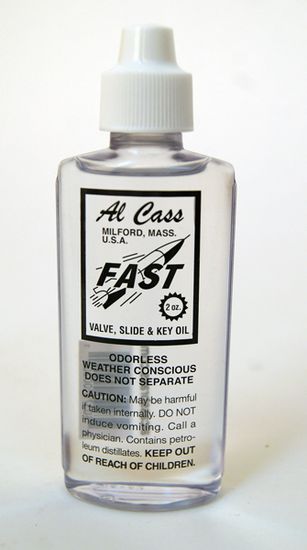 Al Cass
MILFORD, MASS.
U.S.A.
FAST
2 oz.
VALVE, SLIDE & KEY OIL
ODORLESS
WEATHER CONSCIOUS
DOES NOT SEPARATE
CAUTION: May be harmful
if taken internally. DO NOT
induce vomiting. Call a
physician. Contains petro-
leum distillates. KEEP OUT
OF REACH OF CHILDREN.